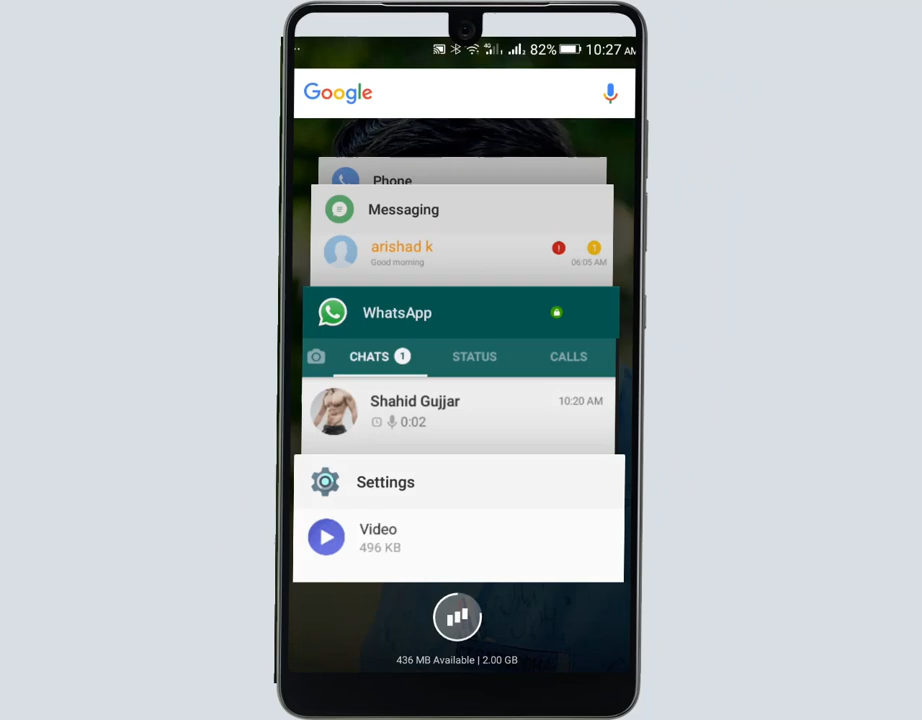 4G 82% 10:27 AM
Google
Phone
Messaging
arishad k
Good morning
06:05 AM
WhatsApp
CHATS 1 STATUS CALLS
Shahid Gujjar 10:20 AM
0:02
Settings
Video
496 KB
436 MB Available | 2.00 GB